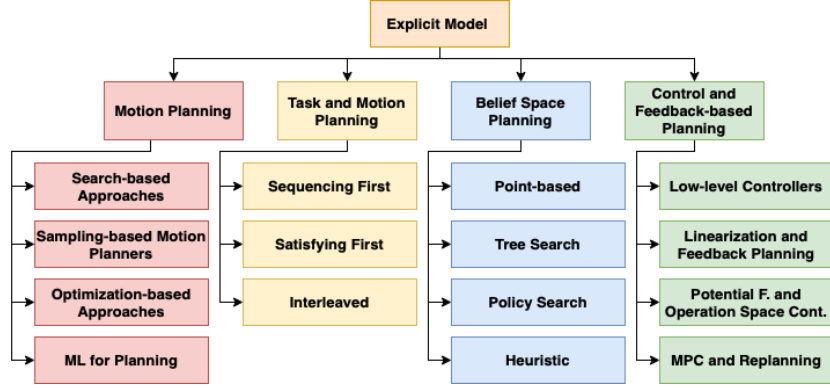 Explicit Model
Motion Planning
Task and Motion
Planning
Belief Space
Planning
Control and
Feedback-based
Planning
Search-based
Approaches
Sampling-based Motion
Planners
Optimization-based
Approaches
ML for Planning
Sequencing First
Satisfying First
Interleaved
Point-based
Tree Search
Policy Search
Heuristic
Low-level Controllers
Linearization and
Feedback Planning
Potential F. and
Operation Space Cont.
MPC and Replanning